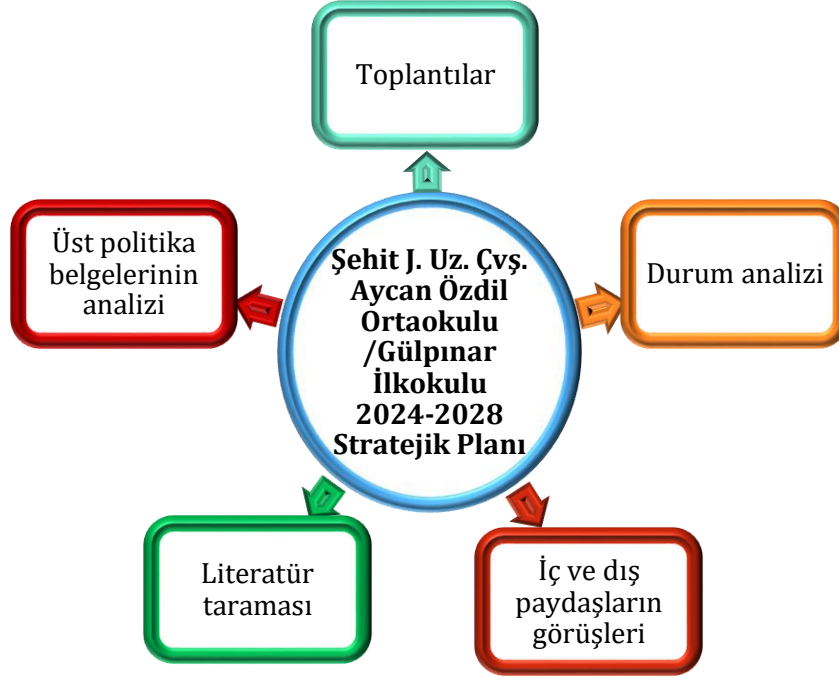 Toplantılar
Üst politika
belgelerinin
analizi
Şehit J. Uz. Çvş.
Aycan Özdil
Ortaokulu
/Gülpınar
İlkokulu
2024-2028
Stratejik Planı
Durum analizi
Literatür
taraması
İç ve dış
paydaşların
görüşleri